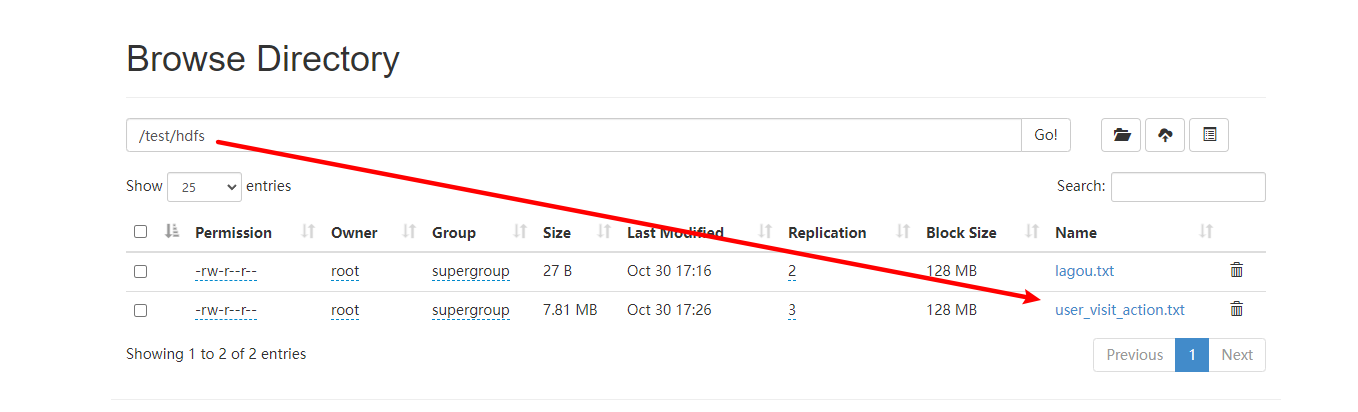 Browse Directory
/test/hdfs Go!
Show 25 entries Search:
Permission Owner Group Size Last Modified Replication Block Size Name
-rw-r--r-- root supergroup 27 B Oct 30 17:16 2 128 MB lagou.txt
-rw-r--r-- root supergroup 7.81 MB Oct 30 17:26 3 128 MB user_visit_action.txt
Showing 1 to 2 of 2 entries Previous 1 Next